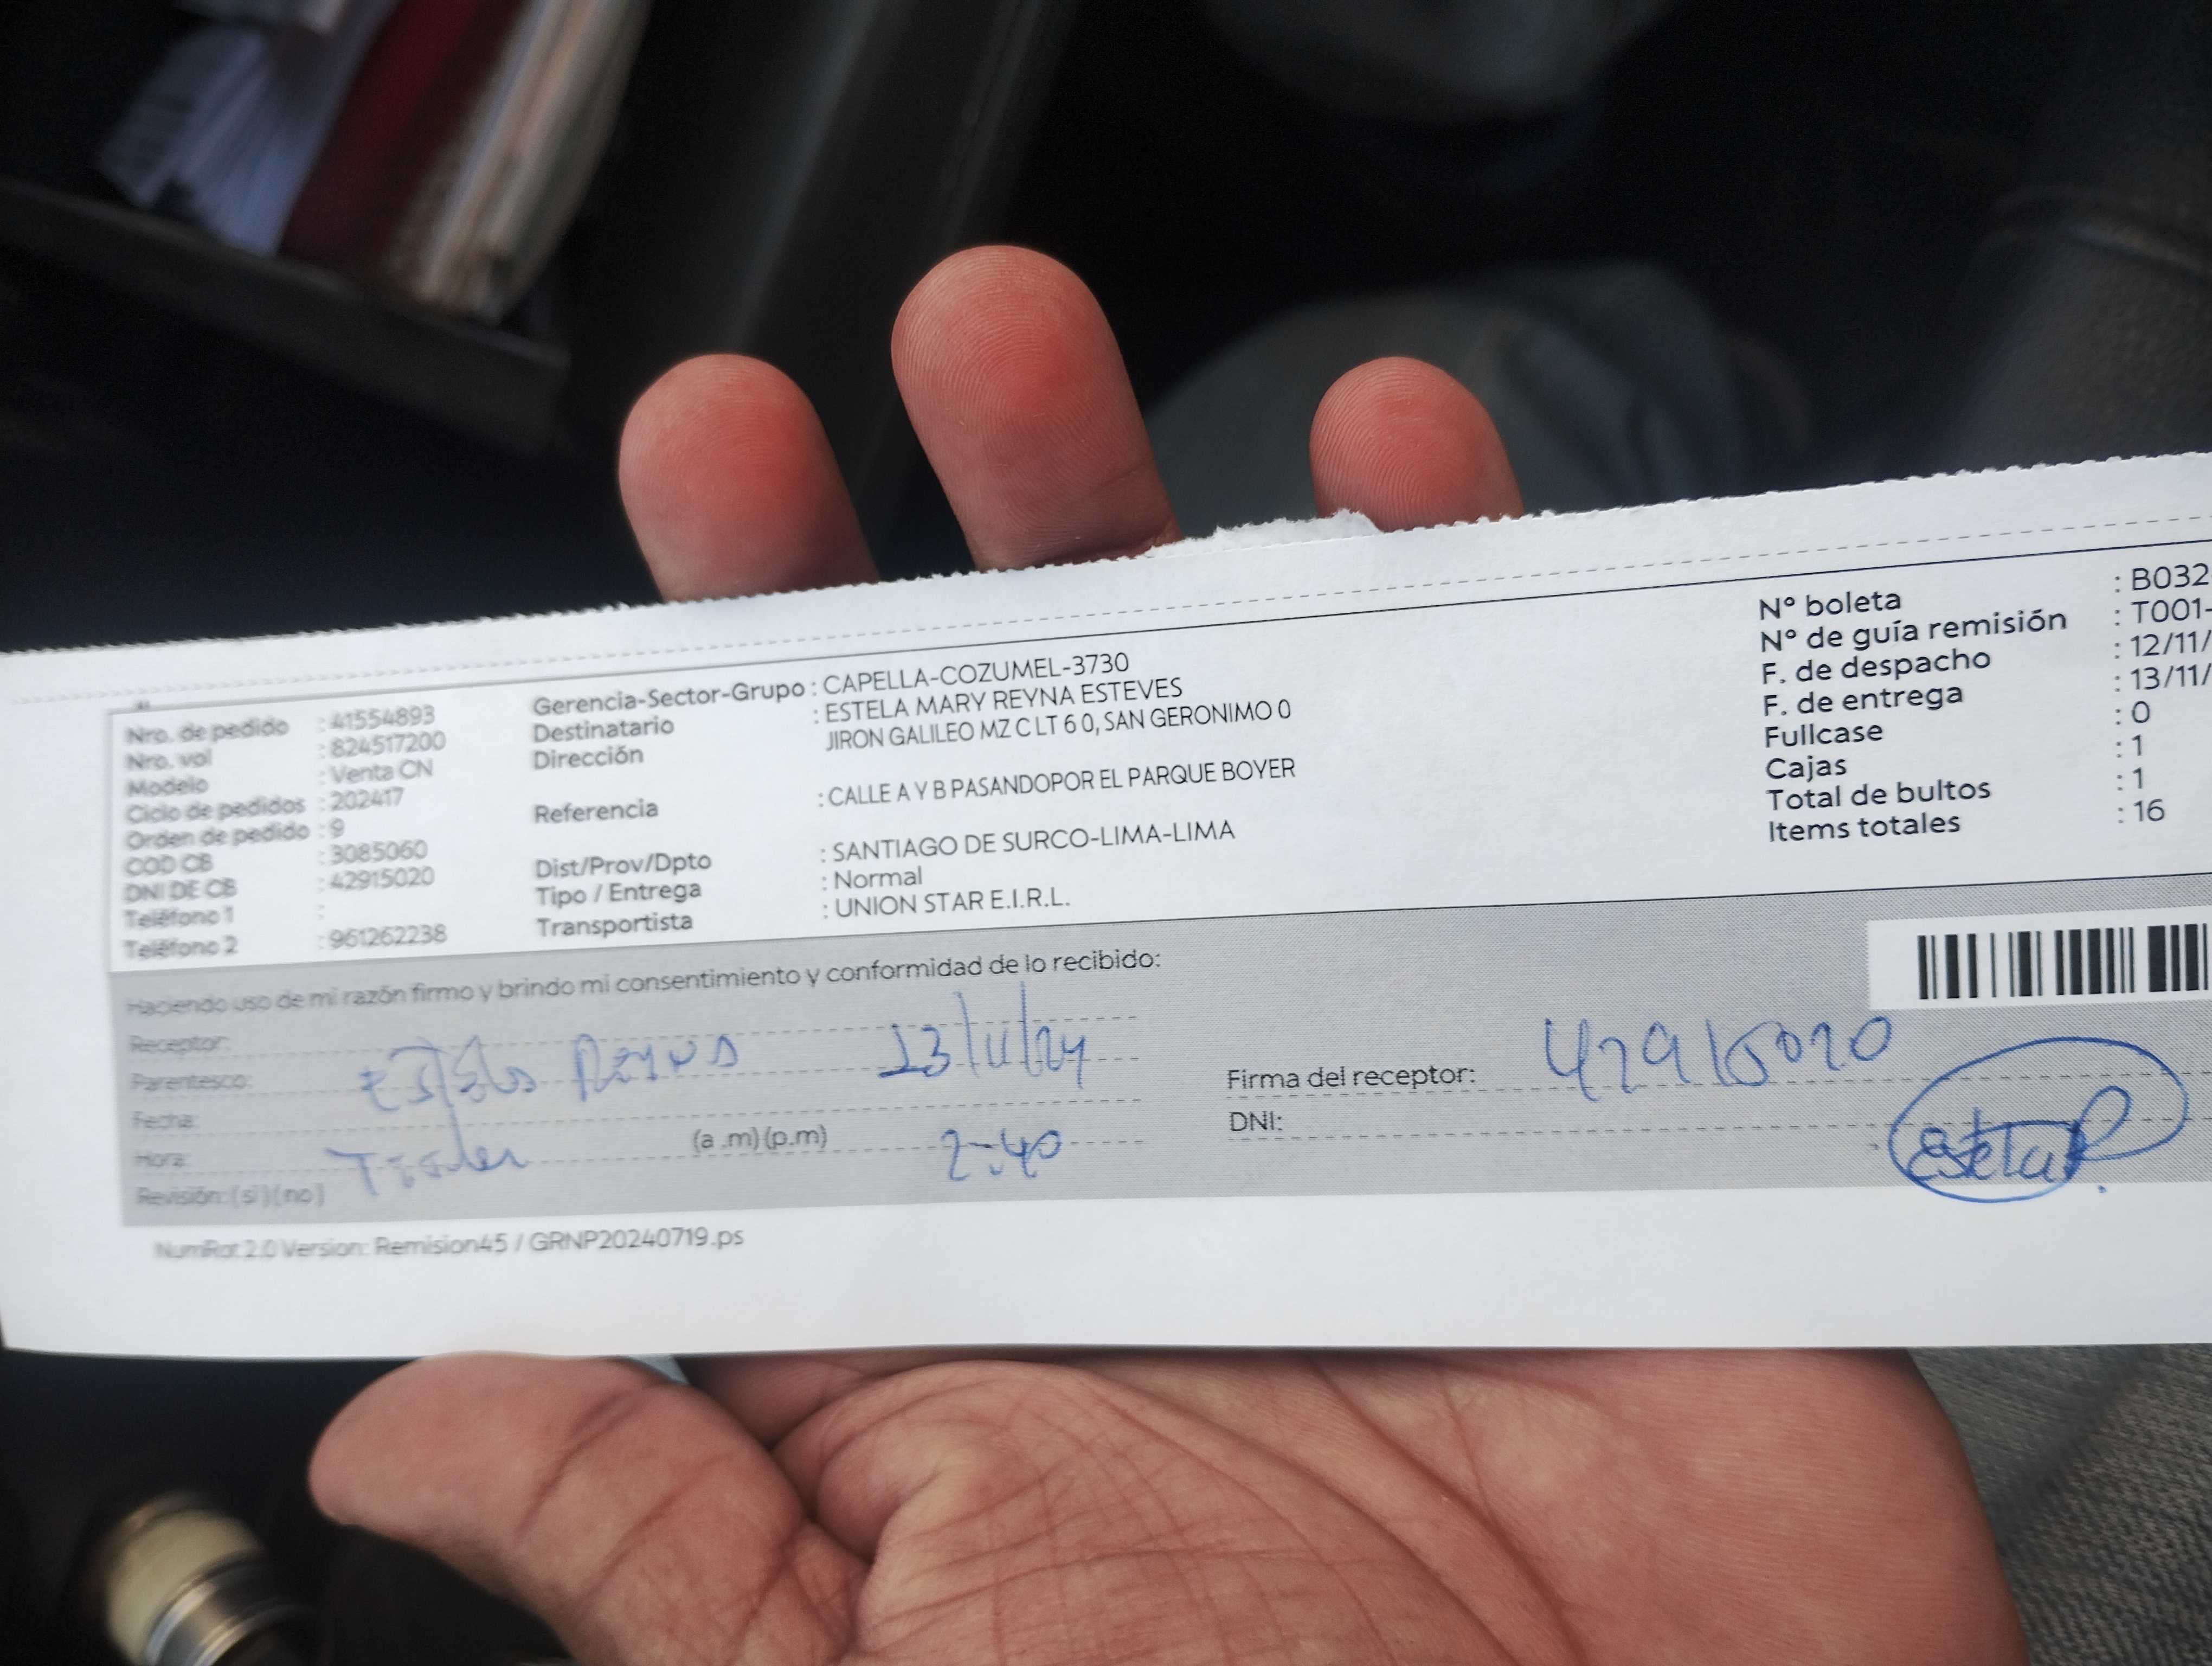 Nro. de pedido : 41554893
Nro. vol : 824517200
Modelo : Venta CN
Ciclo de pedidos : 202417
Orden de pedido : 9
COD CB : 3085060
DNI DE CB : 42915020
Teléfono 1 :
Teléfono 2 : 961262238
Gerencia-Sector-Grupo : CAPELLA-COZUMEL-3730
Destinatario : ESTELA MARY REYNA ESTEVES
Dirección JIRON GALILEO MZ C LT 6 0, SAN GERONIMO 0
Referencia : CALLE A Y B PASANDOPOR EL PARQUE BOYER
Dist/Prov/Dpto : SANTIAGO DE SURCO-LIMA-LIMA
Tipo / Entrega : Normal
Transportista : UNION STAR E.I.R.L.
Nº boleta : B032
Nº de guía remisión : T001-
F. de despacho : 12/11/
F. de entrega : 13/11/
Fullcase : 0
Cajas : 1
Total de bultos : 1
Items totales : 16
Haciendo uso de mi razón firmo y brindo mi consentimiento y conformidad de lo recibido:
Receptor:
Parentesco: Estela Reyna 13/11/24
Fecha:
Hora: (a .m)(p.m) 2:40
Revisión: (si)(no)
Firma del receptor: 42915020
DNI:
Estela R
NumRot 2.0 Version: Remision45 / GRNP20240719.ps